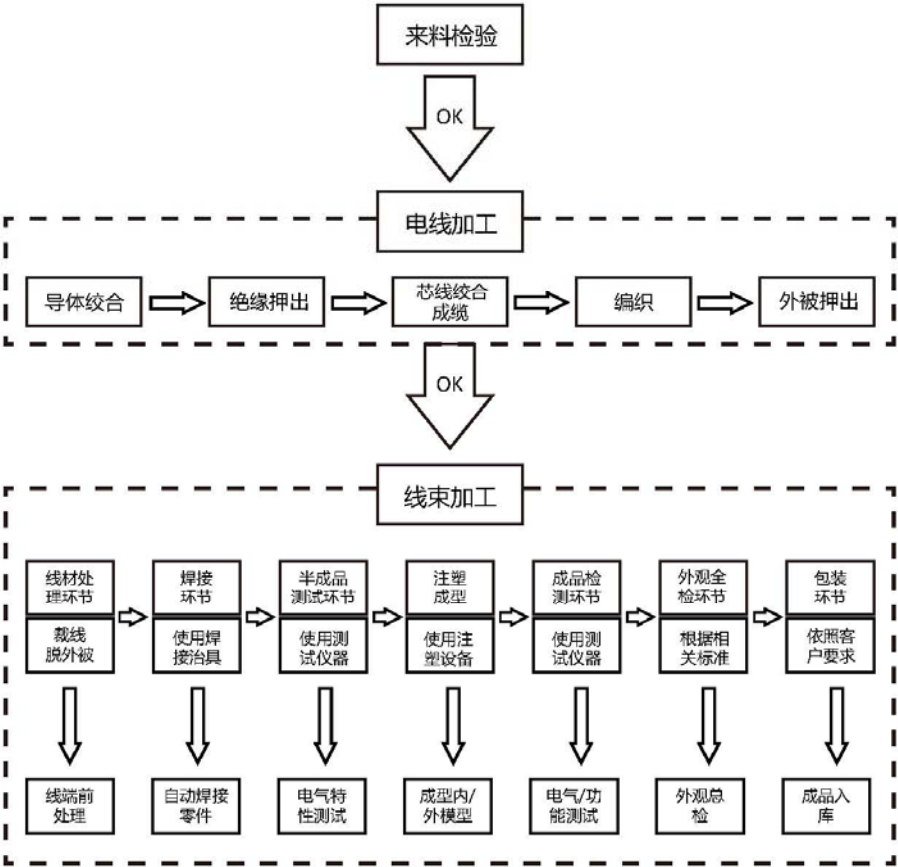 来料检验
OK
电线加工
导体绞合
绝缘押出
芯线绞合
成缆
编织
外被押出
OK
线束加工
线材处
理环节
焊接
环节
半成品
测试环节
注塑
成型
成品检
测环节
外观全
检环节
包装
环节
裁线
脱外被
使用焊
接治具
使用测
试仪器
使用注
塑设备
使用测
试仪器
根据相
关标准
依照客
户要求
线端前
处理
自动焊接
零件
电气特
性测试
成型内/
外模型
电气/功
能测试
外观总
检
成品入
库